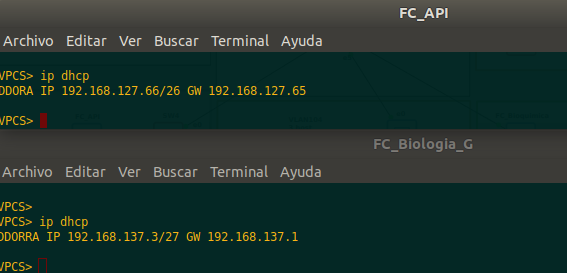 FC_API
Archivo Editar Ver Buscar Terminal Ayuda
VPCS> ip dhcp
DDORA IP 192.168.127.66/26 GW 192.168.127.65
VPCS>
FC_Biologia_G
Archivo Editar Ver Buscar Terminal Ayuda
VPCS>
VPCS> ip dhcp
DDORRA IP 192.168.137.3/27 GW 192.168.137.1
VPCS>